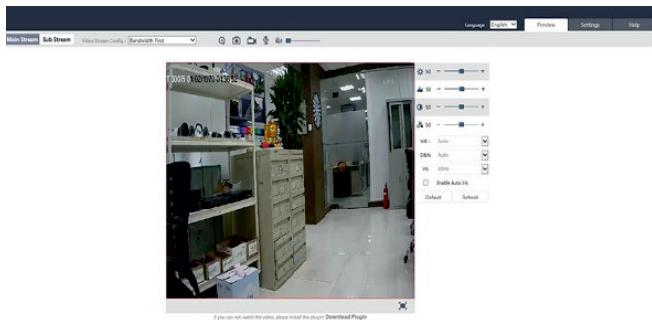 Language : English Preview Settings Help
Main Stream Sub Stream Video Stream Config : Bandwidth First
50 - +
50 - +
50 - +
50 - +
WB : Auto
D&N Auto
VS 60Hz
Enable Auto Iris
Default Refresh
If you can not watch the video, please install the plugin! Download Plugin